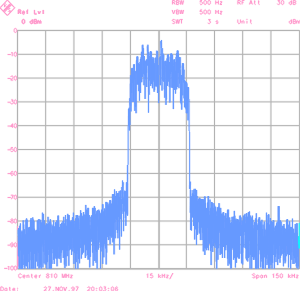 RBW 500 Hz RF Att 30 dB
Ref Lvl VBW 500 Hz
0 dBm SWT 3 s Unit dBm
0
-10
-20
-30
-40
-50
-60
-70
-80
-90
-100
Center 810 MHz 15 kHz/ Span 150 kHz
Date: 27.NOV.97 20:03:06